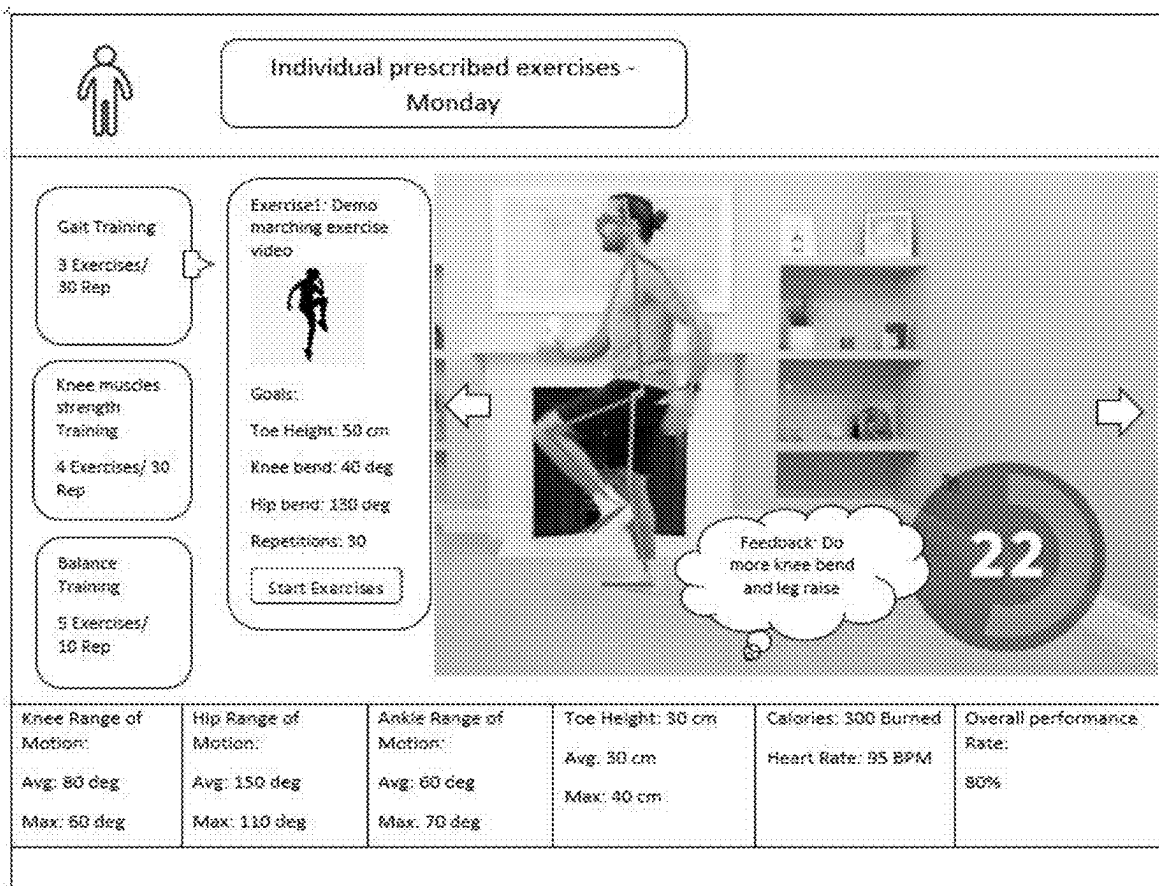 Individual prescribed exercises -
Monday
Gait Training
3 Exercises/
30 Rep
Knee muscles
strength
Training
4 Exercises/ 30
Rep
Balance
Training
5 Exercises/
10 Rep
Exercise1: Demo
marching exercise
video
Goals:
Toe Height: 50 cm
Knee bend: 40 deg
Hip bend: 130 deg
Repetitions: 30
Start Exercises
Feedback: Do
more knee bend
and leg raise
22
Knee Range of
Motion:
Avg: 80 deg
Max: 60 deg
Hip Range of
Motion:
Avg: 150 deg
Max: 110 deg
Ankle Range of
Motion:
Avg: 60 deg
Max: 70 deg
Toe Height: 30 cm
Avg: 30 cm
Max: 40 cm
Calories: 300 Burned
Heart Rate: 95 BPM
Overall performance
Rate:
80%